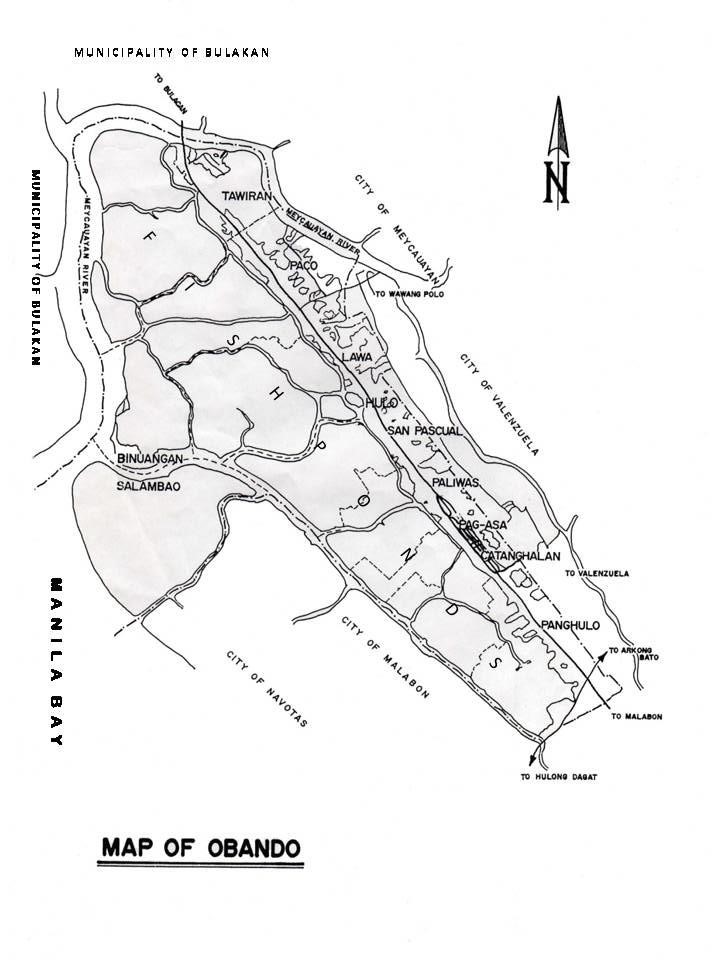 MUNICIPALITY OF BULAKAN
TO BULACAN
N
MUNICIPALITY OF BULAKAN
MEYCAUAYAN RIVER
TAWIRAN
MEYCAUAYAN RIVER
CITY OF MEYCAUAYAN
PACO
TO WAWANG POLO
LAWA
CITY OF VALENZUELA
HULO
SAN PASCUAL
FISHPONDS
BINUANGAN
SALAMBAO
PALIWAS
PAG-ASA
CATANGHALAN
TO VALENZUELA
PANGHULO
TO ARKONG
BATO
TO MALABON
TO HULONG DAGAT
MANILA BAY
CITY OF NAVOTAS
CITY OF MALABON
MAP OF OBANDO